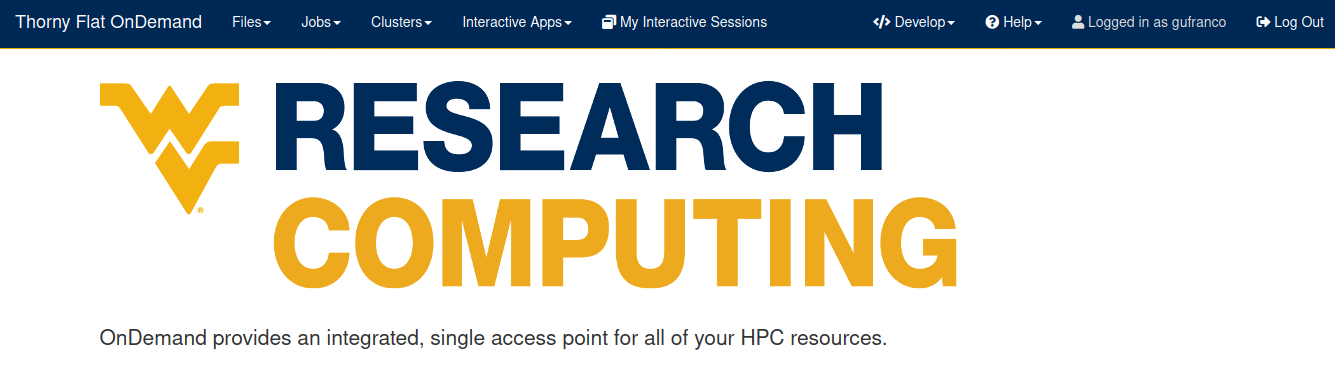 Thorny Flat OnDemand Files Jobs Clusters Interactive Apps My Interactive Sessions Develop Help Logged in as gufranco Log Out
WV
RESEARCH
COMPUTING
®
OnDemand provides an integrated, single access point for all of your HPC resources.